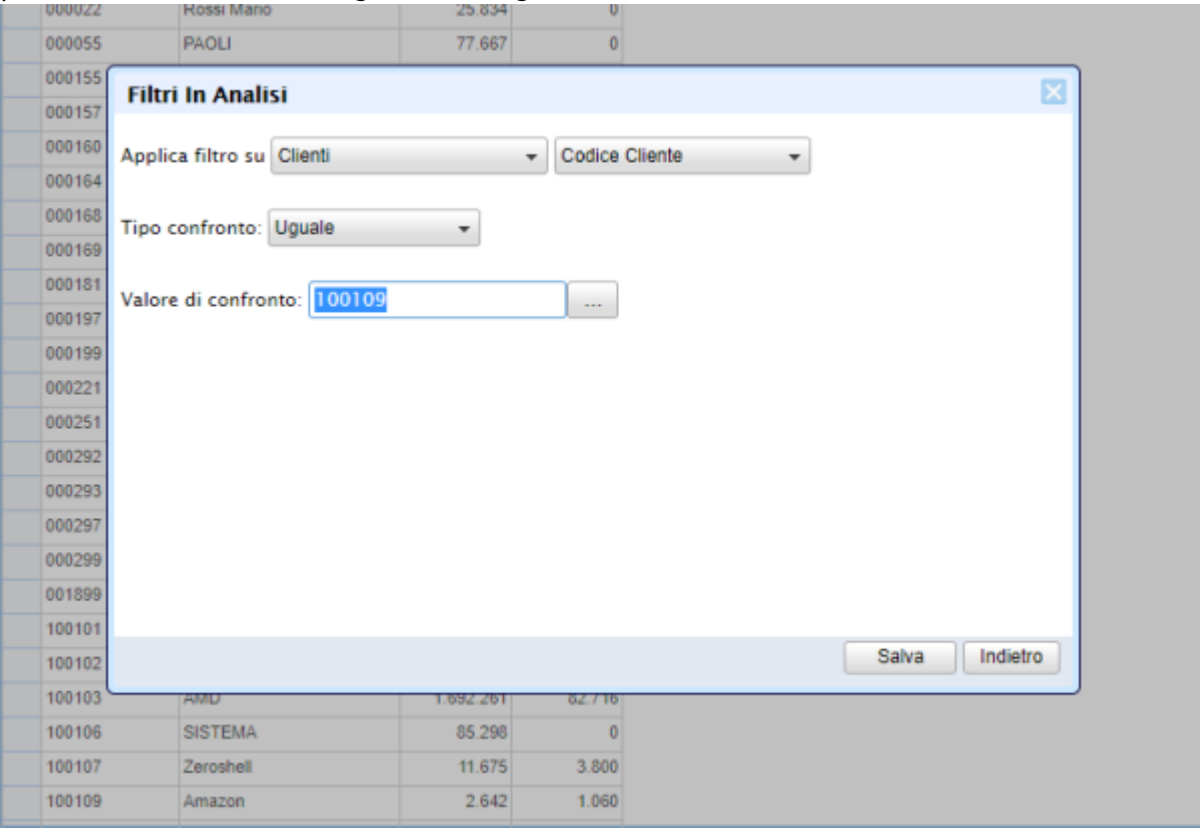 000022 Rossi Mario 25.834 0
000055 PAOLI 77.667 0
000155
Filtri In Analisi
000157
000160
Applica filtro su Clienti Codice Cliente
000164
000168
Tipo confronto: Uguale
000169
000181
Valore di confronto: 100109 ...
000197
000199
000221
000251
000292
000293
000297
000299
001899
100101
100102
Salva Indietro
100103 AMD 1.692.261 82.716
100106 SISTEMA 85.298 0
100107 Zeroshell 11.675 3.800
100109 Amazon 2.642 1.060